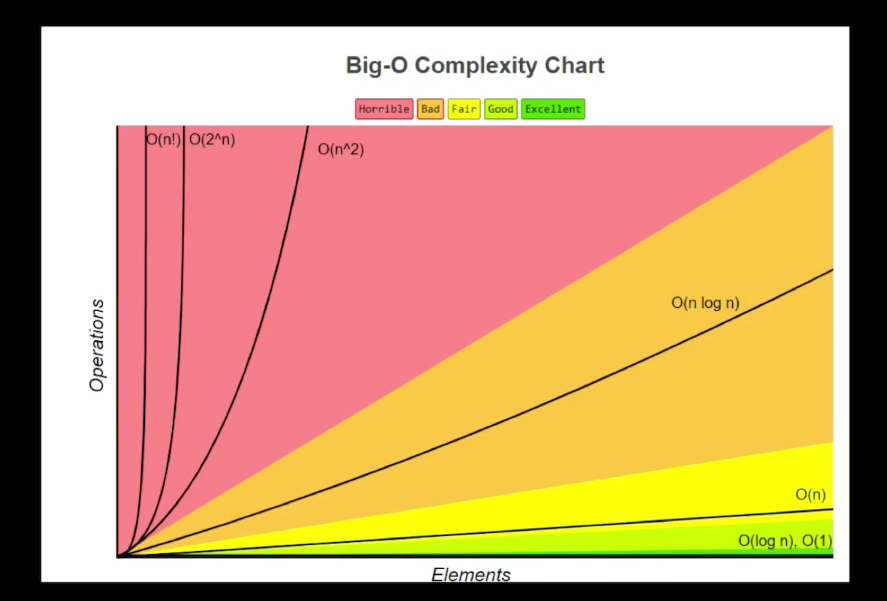 Big-O Complexity Chart
Horrible Bad Fair Good Excellent
O(n!) O(2^n)
O(n^2)
O(n log n)
Operations
O(n)
O(log n), O(1)
Elements